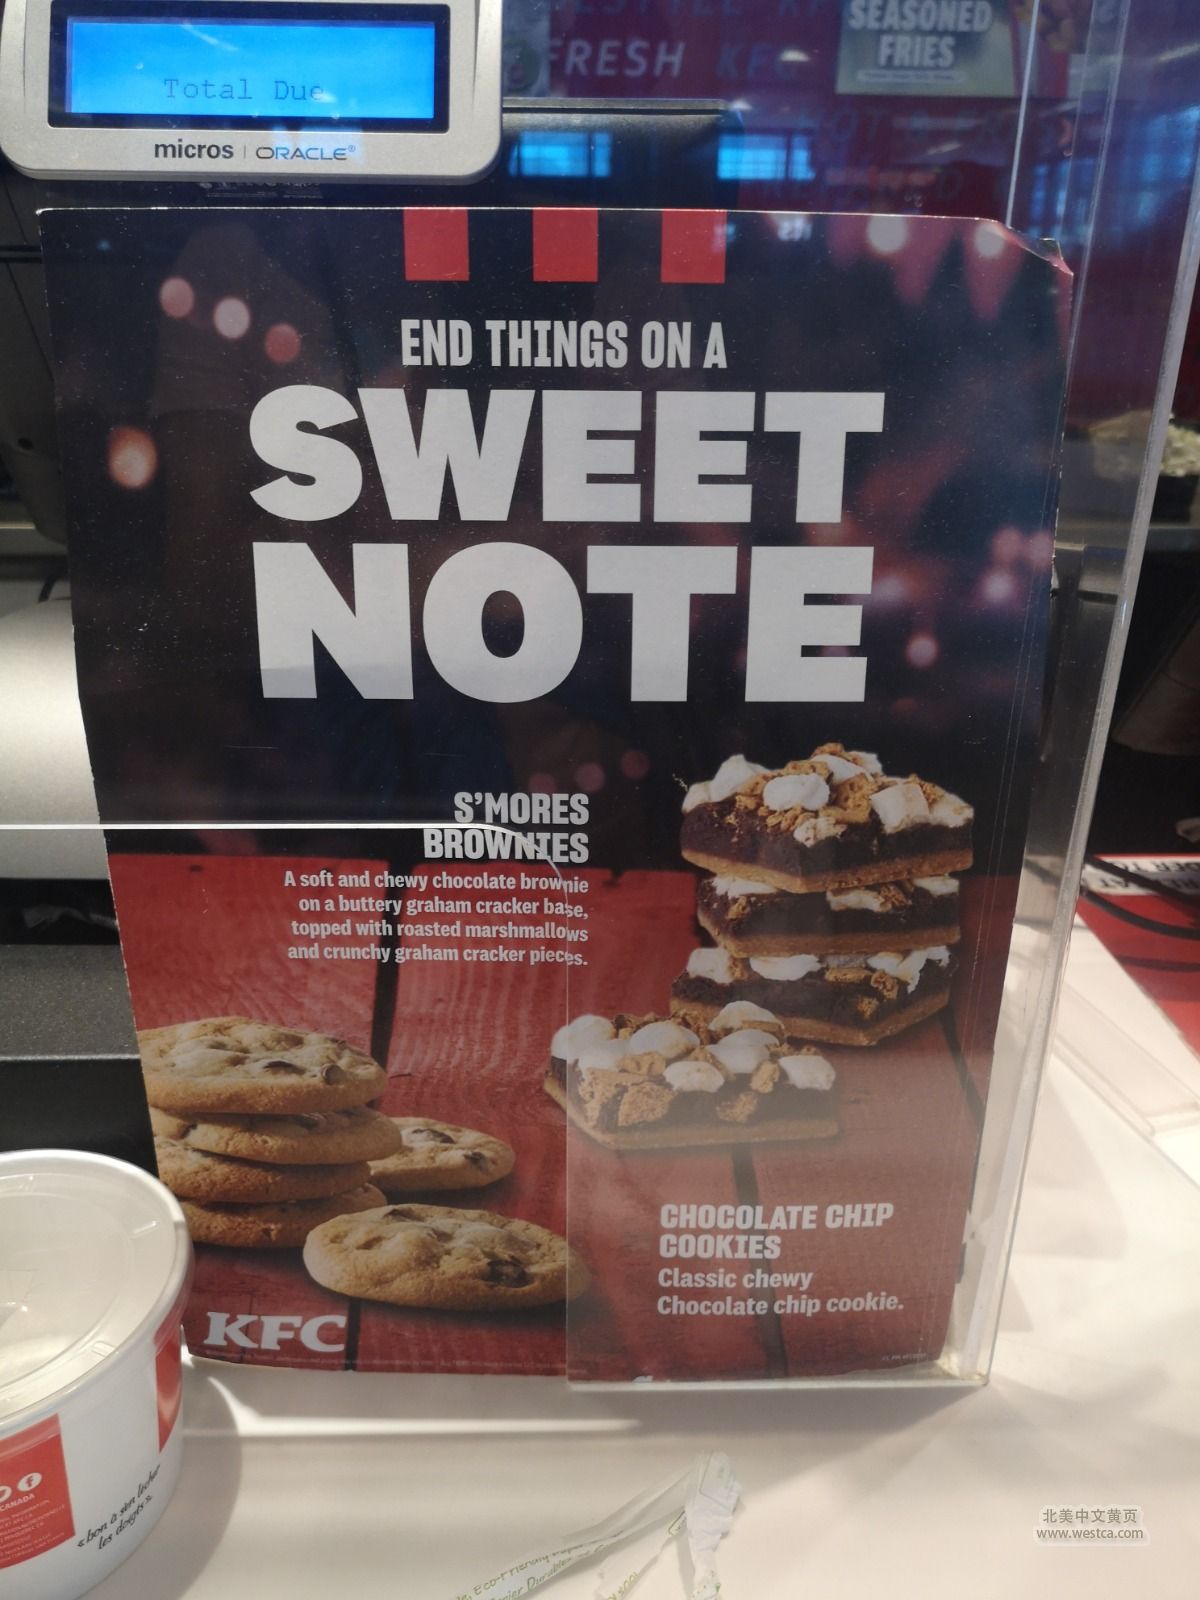 Total Due
micros | ORACLE®
FRESH KFC
SEASONED
FRIES
END THINGS ON A
SWEET
NOTE
S'MORES
BROWNIES
A soft and chewy chocolate brownie
on a buttery graham cracker base,
topped with roasted marshmallows
and crunchy graham cracker pieces.
CHOCOLATE CHIP
COOKIES
Classic chewy
Chocolate chip cookie.
KFC
CANADA
«bon à s'en lécher
les doigts»
Eco-Friendly
北美中文黄页
www.westca.com